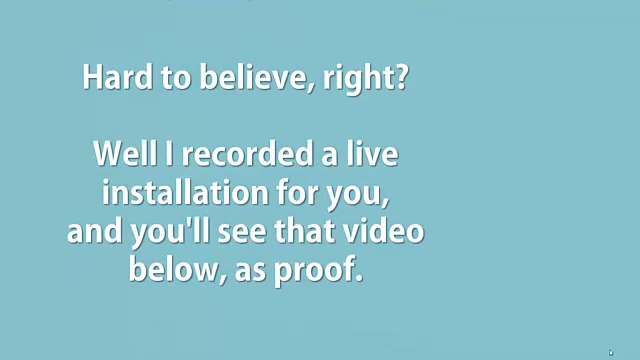 Hard to believe, right?
Well I recorded a live
installation for you,
and you'll see that video
below, as proof.